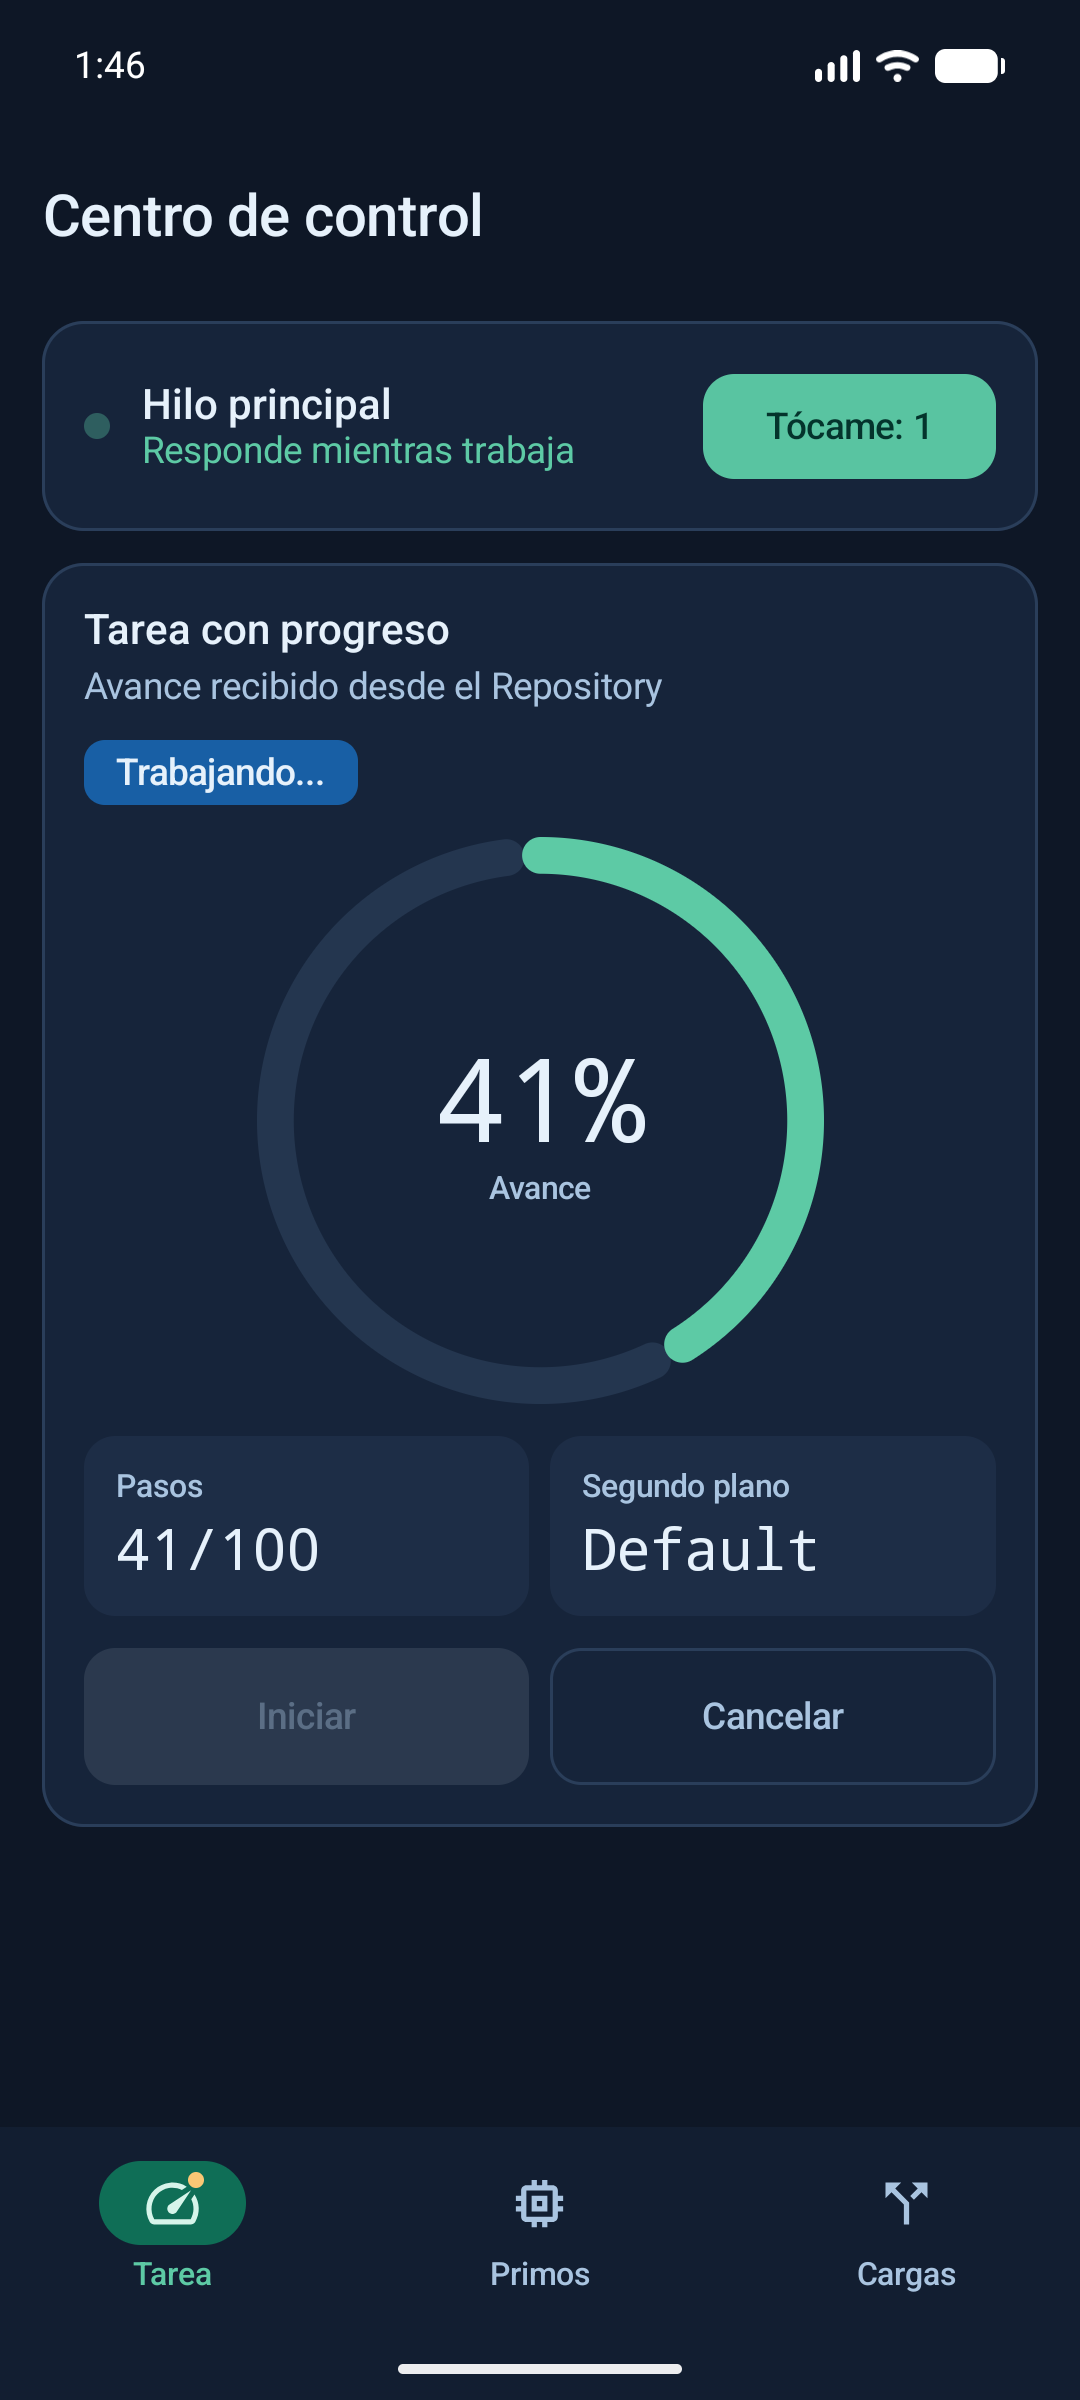 1:46
Centro de control
Hilo principal
Responde mientras trabaja
Tócame: 1
Tarea con progreso
Avance recibido desde el Repository
Trabajando...
41%
Avance
Pasos
41/100
Segundo plano
Default
Iniciar
Cancelar
Tarea
Primos
Cargas